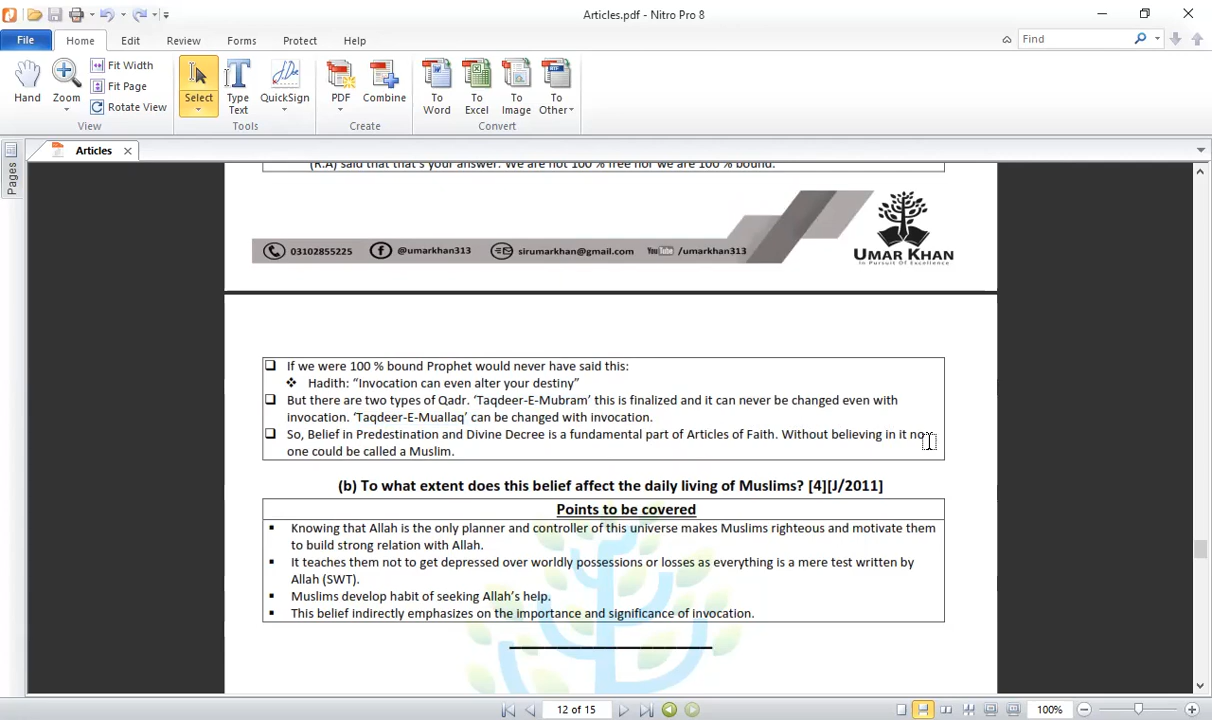 Articles.pdf - Nitro Pro 8
File Home Edit Review Forms Protect Help
Find
Hand
Zoom
Fit Width
Fit Page
Rotate View
View
Select
Type Text
QuickSign
Tools
PDF
Combine
Create
To Word
To Excel
To Image
To Other
Convert
Articles
Pages
(R.A) said that that's your answer. We are not 100 % free nor we are 100 % bound.
03102855225 @umarkhan313 sirumarkhan@gmail.com YouTube /umarkhan313
UMAR KHAN
In Pursuit Of Excellence
❑ If we were 100 % bound Prophet would never have said this:
❖ Hadith: “Invocation can even alter your destiny”
❑ But there are two types of Qadr. ‘Taqdeer-E-Mubram’ this is finalized and it can never be changed even with
invocation. ‘Taqdeer-E-Muallaq’ can be changed with invocation.
❑ So, Belief in Predestination and Divine Decree is a fundamental part of Articles of Faith. Without believing in it no
one could be called a Muslim.
(b) To what extent does this belief affect the daily living of Muslims? [4][J/2011]
Points to be covered
▪ Knowing that Allah is the only planner and controller of this universe makes Muslims righteous and motivate them
to build strong relation with Allah.
▪ It teaches them not to get depressed over worldly possessions or losses as everything is a mere test written by
Allah (SWT).
▪ Muslims develop habit of seeking Allah’s help.
▪ This belief indirectly emphasizes on the importance and significance of invocation.
12 of 15
100%